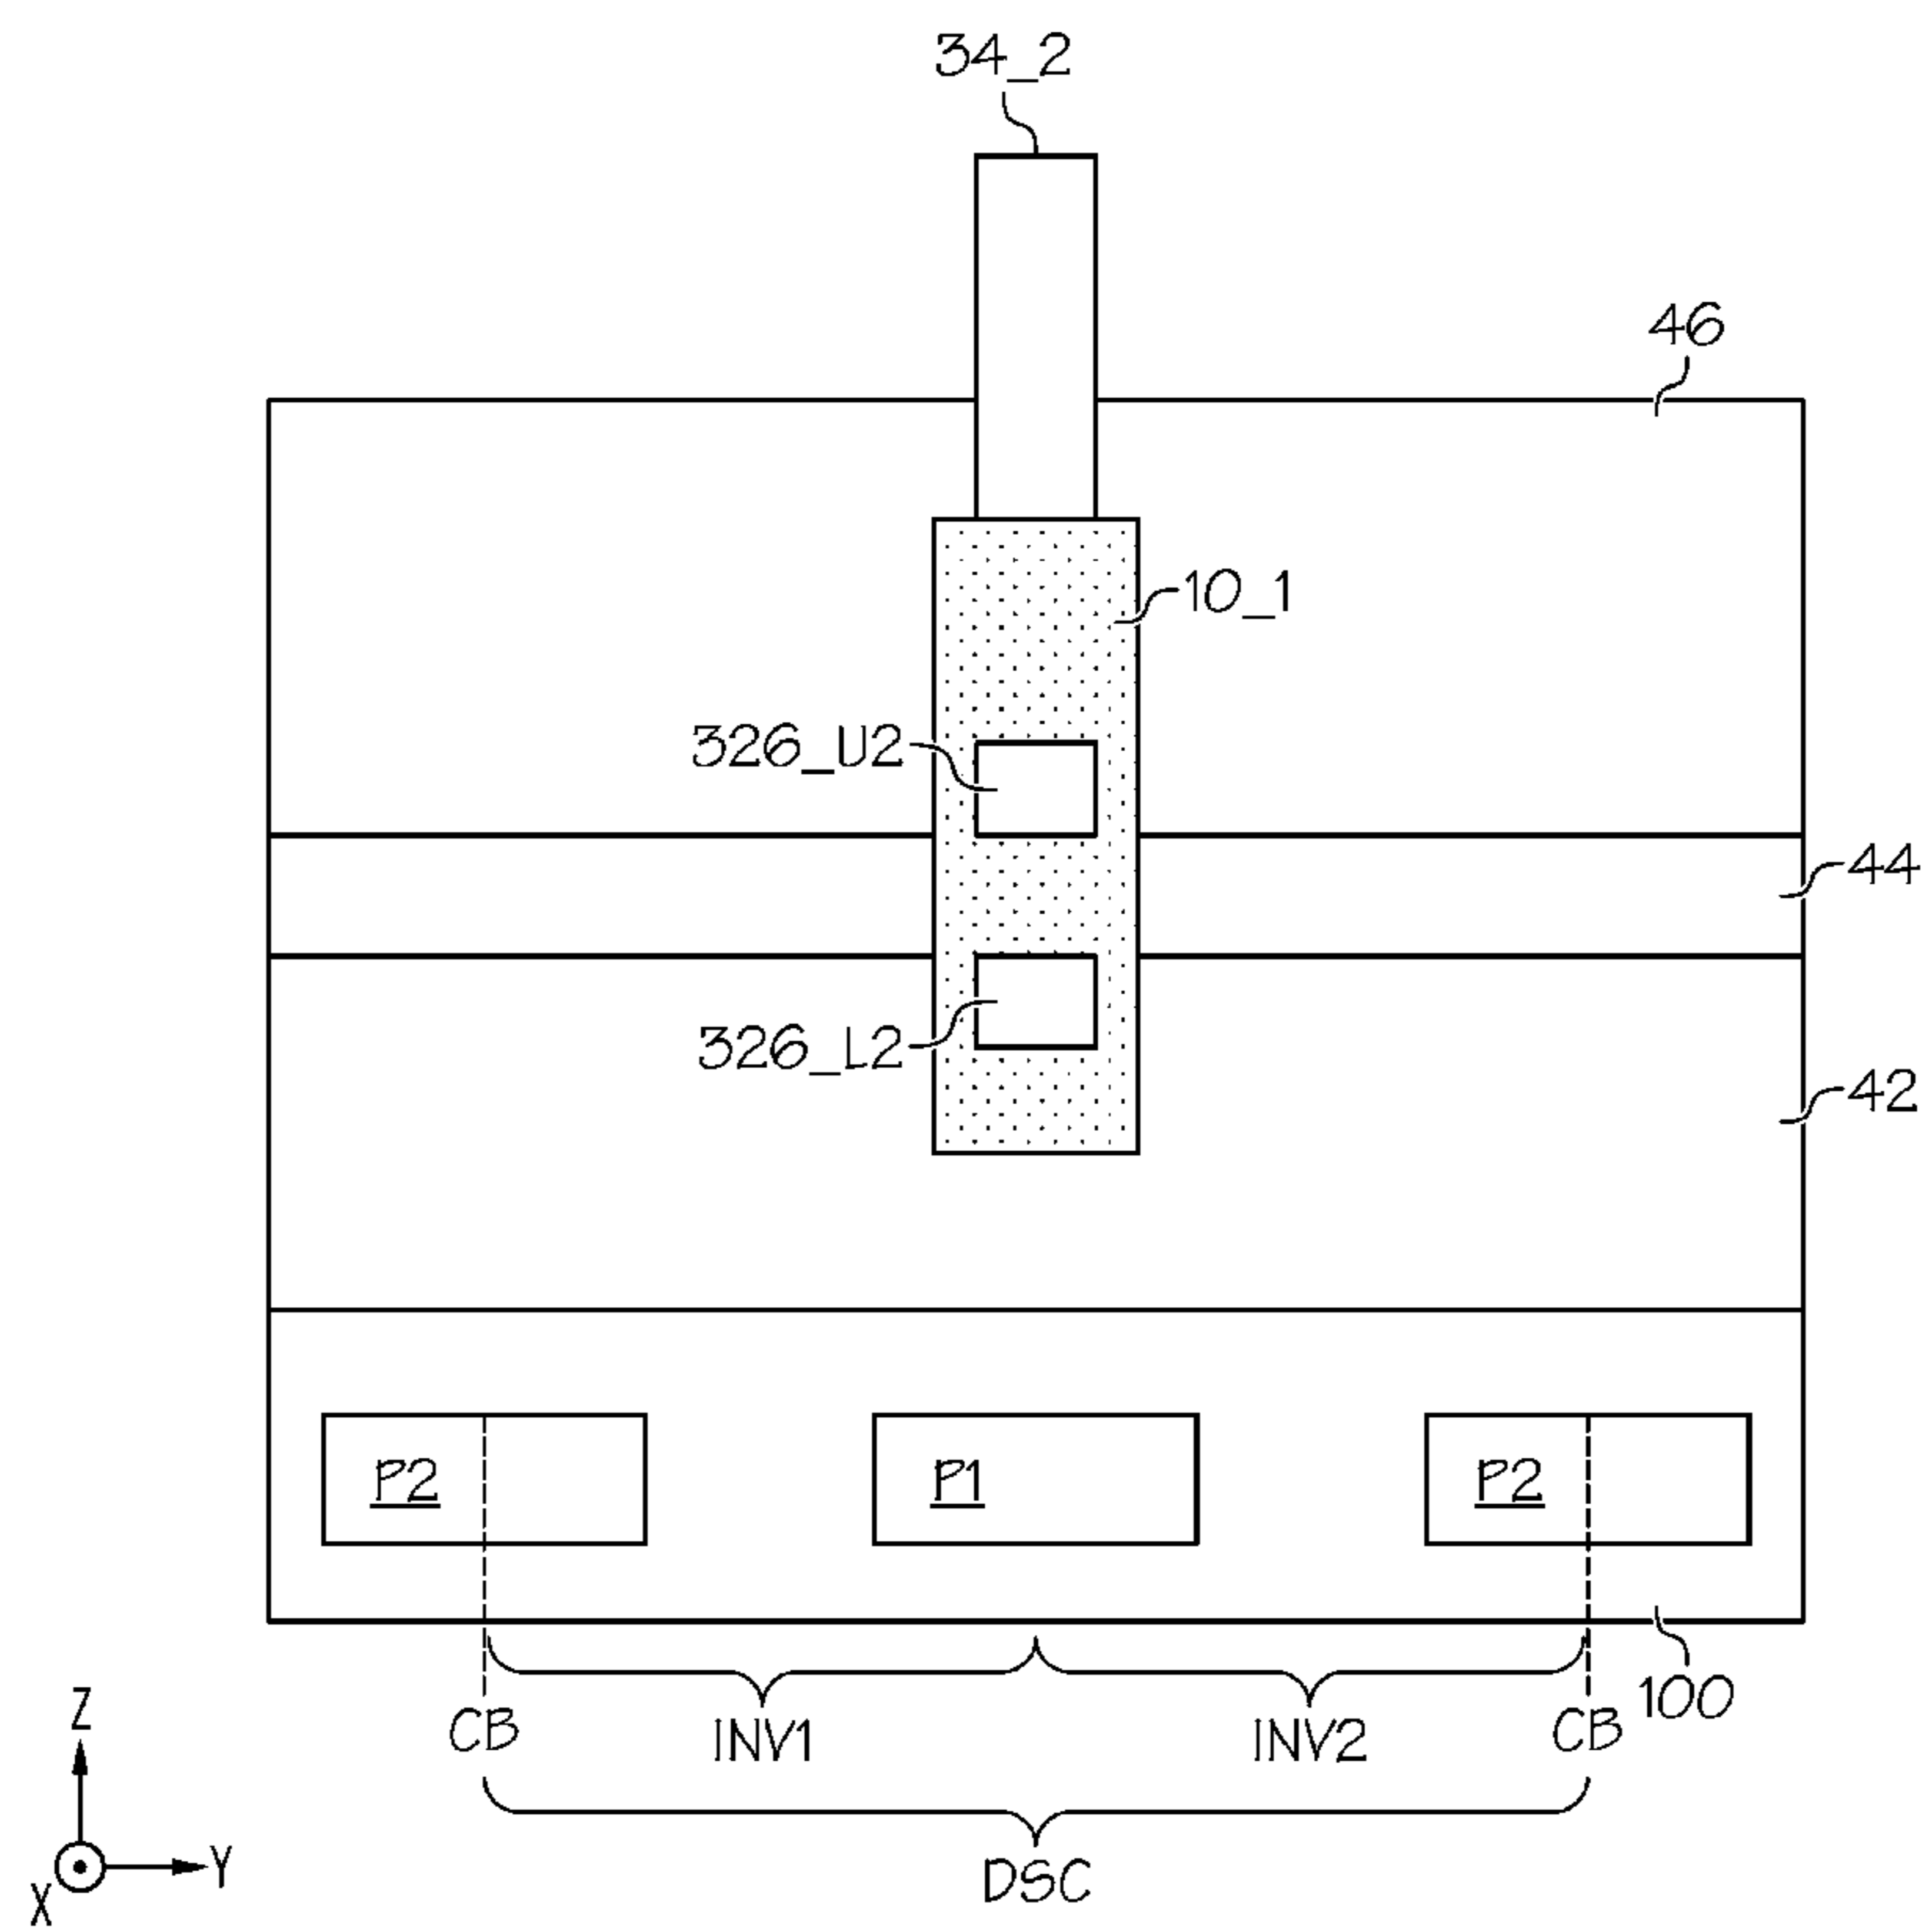 34_2
46
10_1
326_U2
44
326_L2
42
P2 P1 P2
Z
CB INV1 INV2 CB 100
Y
X
DSC